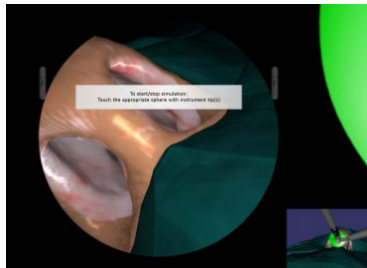 To start/stop simulation:
Touch the appropriate sphere with instrument tip(s)